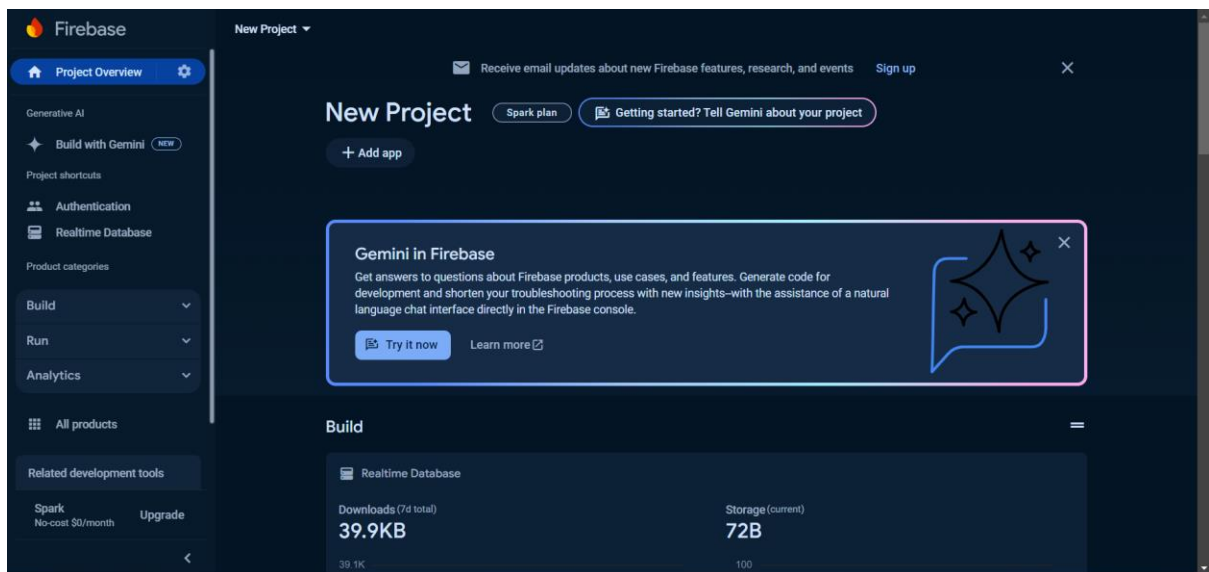 Firebase
New Project
Project Overview
Receive email updates about new Firebase features, research, and events Sign up
New Project
Spark plan
Getting started? Tell Gemini about your project
+ Add app
Generative AI
Build with Gemini NEW
Project shortcuts
Authentication
Realtime Database
Product categories
Build
Run
Analytics
All products
Related development tools
Spark
No-cost $0/month
Upgrade
Gemini in Firebase
Get answers to questions about Firebase products, use cases, and features. Generate code for
development and shorten your troubleshooting process with new insights–with the assistance of a natural
language chat interface directly in the Firebase console.
Try it now
Learn more
Build
Realtime Database
Downloads (7d total)
39.9KB
39.1K
Storage (current)
72B
100